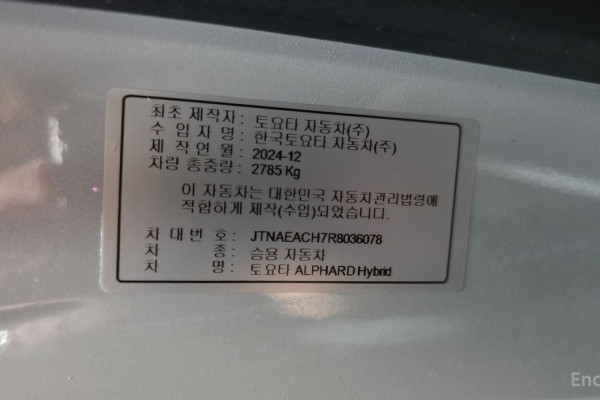 최초 제작자 : 토요타 자동차(주)
수 입 자 명 : 한국토요타 자동차(주)
제 작 연 월 : 2024-12
차량 총중량 : 2785 Kg
이 자동차는 대한민국 자동차관리법령에
적합하게 제작(수입)되었습니다.
차 대 번 호 : JTNAEACH7R8036078
차 종 : 승용 자동차
차 명 : 토요타 ALPHARD Hybrid
Enc